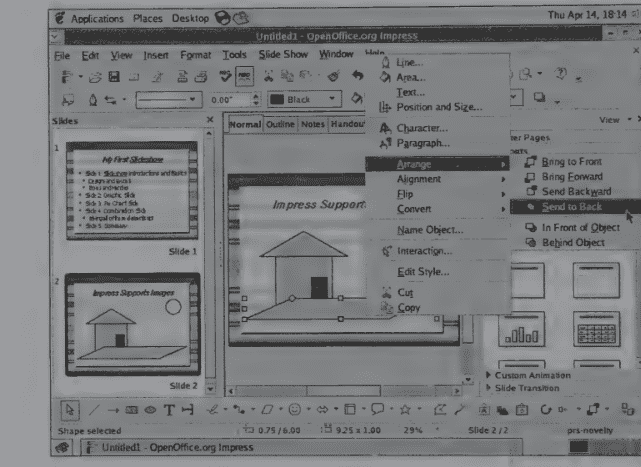 Applications Places Desktop
Thu Apr 14, 18:14
Untitled1 - OpenOffice.org Impress
File Edit View Insert Format Tools Slide Show Window Help
0.00"
Black
Slides
Normal Outline Notes Handou
View
1
My First Slideshow
Slide 1
2
Impress Supports Images
Slide 2
Impress Support
Line...
Area...
Text...
Position and Size...
Character...
Paragraph...
Arrange
Alignment
Flip
Convert
Name Object...
Interaction...
Edit Style...
Cut
Copy
ter Pages
Bring to Front
Bring Forward
Send Backward
Send to Back
In Front of Object
Behind Object
Custom Animation
Slide Transition
Shape selected
0.75 / 6.00
9.25 x 1.00
29%
Slide 2 / 2
prs-novelty
Untitled1 - OpenOffice.org Impress